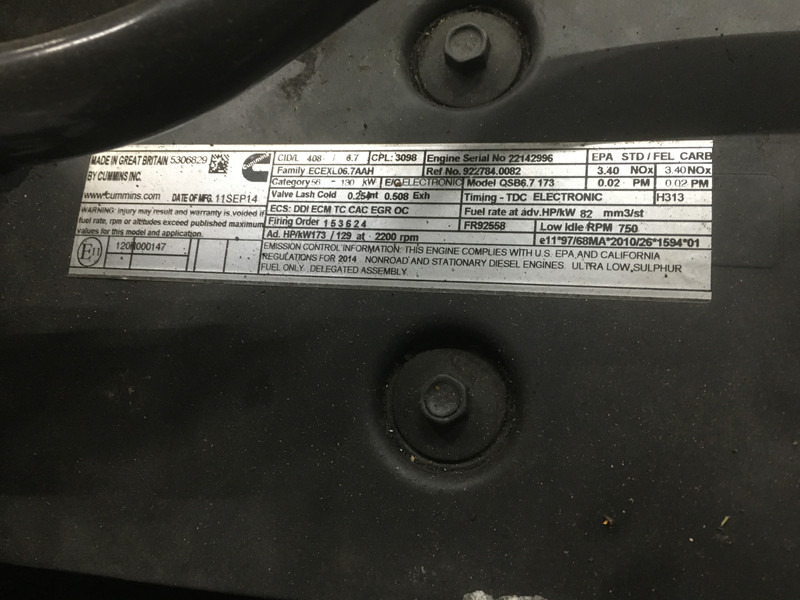 MADE IN GREAT BRITAIN 5306829
BY CUMMINS INC.
www.cummins.com DATE OF MFG. 11SEP14
WARNING: Injury may result and warranty is voided if
fuel rate, rpm or altitudes exceed published maximum
values for this model and application.
E11 120R000147
Cummins
CID/L 408 / 6.7 CPL: 3098 Engine Serial No 22142996 EPA STD / FEL CARB
Family ECEXL06.7AAH Ref No. 922784.0082 3.40 NOx 3.40 NOx
Category 56 - 130 kW E/C ELECTRONIC Model QSB6.7 173 0.02 PM 0.02 PM
Valve Lash Cold 0.254 Int 0.508 Exh Timing - TDC ELECTRONIC H313
ECS: DDI ECM TC CAC EGR OC Fuel rate at adv.HP/kW 82 mm3/st
Firing Order 1 5 3 6 2 4 FR92558 Low Idle RPM 750
Ad. HP/kW173 / 129 at 2200 rpm e11*97/68MA*2010/26*1594*01
EMISSION CONTROL INFORMATION: THIS ENGINE COMPLIES WITH U.S. EPA AND CALIFORNIA
REGULATIONS FOR 2014 NONROAD AND STATIONARY DIESEL ENGINES. ULTRA LOW SULPHUR
FUEL ONLY. DELEGATED ASSEMBLY.